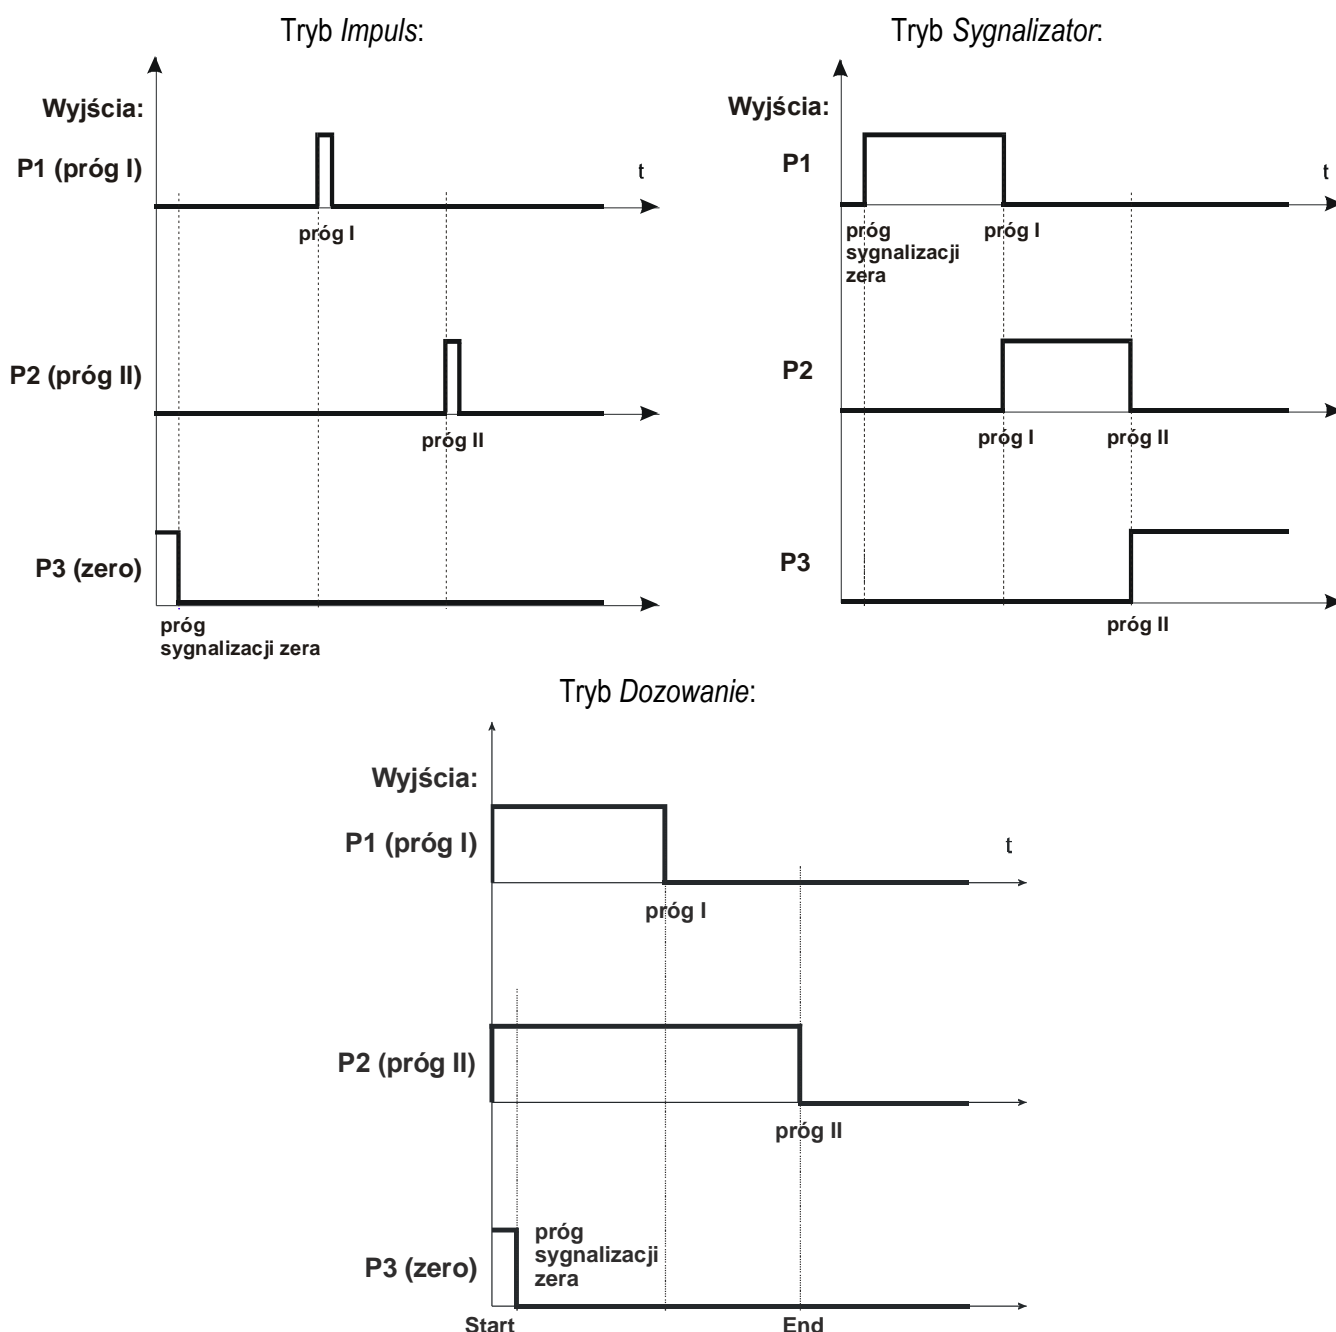 Tryb Impuls:
Wyjścia:
P1 (próg I)
t
próg I
P2 (próg II)
próg II
P3 (zero)
próg
sygnalizacji zera
Tryb Sygnalizator:
Wyjścia:
P1
t
próg
sygnalizacji
zera
próg I
P2
próg I
próg II
P3
próg II
Tryb Dozowanie:
Wyjścia:
P1 (próg I)
t
próg I
P2 (próg II)
próg II
próg
sygnalizacji
zera
P3 (zero)
Start
End